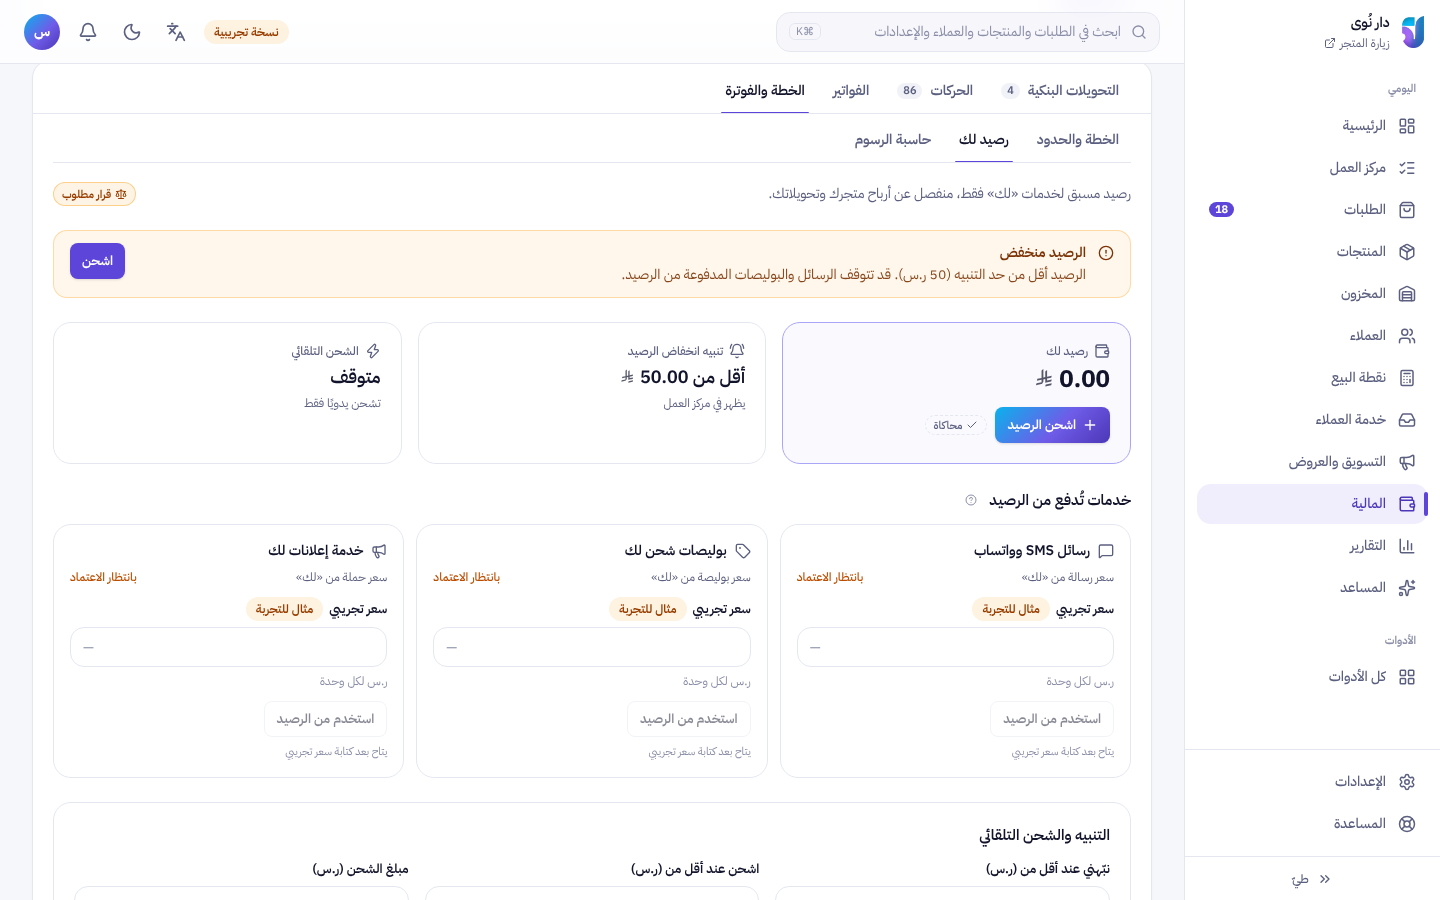 دار نُوى
زيارة المتجر
ابحث في الطلبات والمنتجات والعملاء والإعدادات
⌘K
نسخة تجريبية
س
اليومي
الرئيسية
مركز العمل
الطلبات
18
المنتجات
المخزون
العملاء
نقطة البيع
خدمة العملاء
التسويق والعروض
المالية
التقارير
المساعد
الأدوات
كل الأدوات
الإعدادات
المساعدة
طيّ
التحويلات البنكية 4
الحركات 86
الفواتير
الخطة والفوترة
الخطة والحدود
رصيد لك
حاسبة الرسوم
رصيد مسبق لخدمات «لك» فقط، منفصل عن أرباح متجرك وتحويلاتك.
قرار مطلوب
الرصيد منخفض
الرصيد أقل من حد التنبيه (50 ر.س). قد تتوقف الرسائل والبوليصات المدفوعة من الرصيد.
اشحن
رصيد لك
0.00
اشحن الرصيد
محاكاة
تنبيه انخفاض الرصيد
أقل من 50.00
يظهر في مركز العمل
الشحن التلقائي
متوقف
تشحن يدويًا فقط
خدمات تُدفع من الرصيد
رسائل SMS وواتساب
سعر رسالة من «لك»
بانتظار الاعتماد
سعر تجريبي
مثال للتجربة
—
ر.س لكل وحدة
استخدم من الرصيد
يتاح بعد كتابة سعر تجريبي
بوليصات شحن لك
سعر بوليصة من «لك»
بانتظار الاعتماد
سعر تجريبي
مثال للتجربة
—
ر.س لكل وحدة
استخدم من الرصيد
يتاح بعد كتابة سعر تجريبي
خدمة إعلانات لك
سعر حملة من «لك»
بانتظار الاعتماد
سعر تجريبي
مثال للتجربة
—
ر.س لكل وحدة
استخدم من الرصيد
يتاح بعد كتابة سعر تجريبي
التنبيه والشحن التلقائي
نبّهني عند أقل من (ر.س)
اشحن عند أقل من (ر.س)
مبلغ الشحن (ر.س)